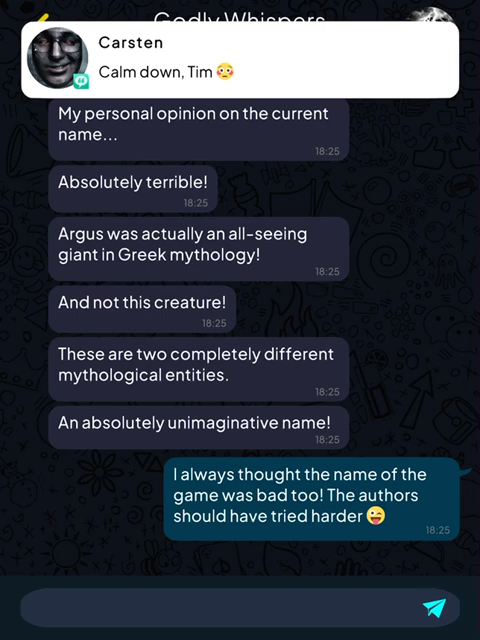 Godly Whispers
Carsten
Calm down, Tim 😳
My personal opinion on the current
name...
18:25
Absolutely terrible!
18:25
Argus was actually an all-seeing
giant in Greek mythology!
18:25
And not this creature!
18:25
These are two completely different
mythological entities.
18:25
An absolutely unimaginative name!
18:25
I always thought the name of the
game was bad too! The authors
should have tried harder 😜
18:25